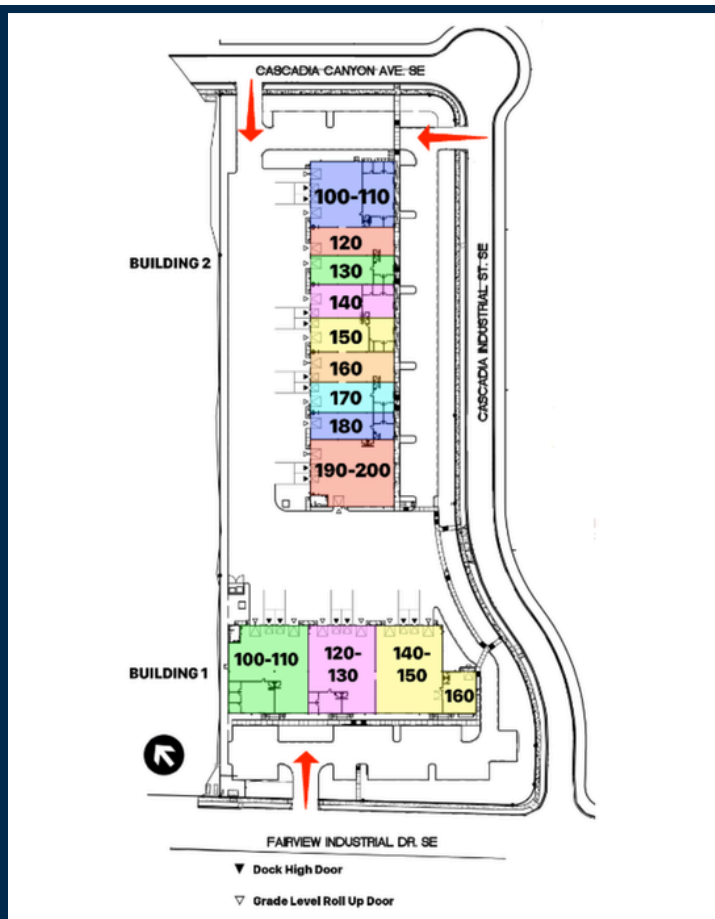 CASCADIA CANYON AVE. SE
100-110
120
130
BUILDING 2
140
150
160
170
180
190-200
CASCADIA INDUSTRIAL ST. SE
100-110
120-
130
140-
150
160
BUILDING 1
FAIRVIEW INDUSTRIAL DR. SE
▼ Dock High Door
▽ Grade Level Roll Up Door